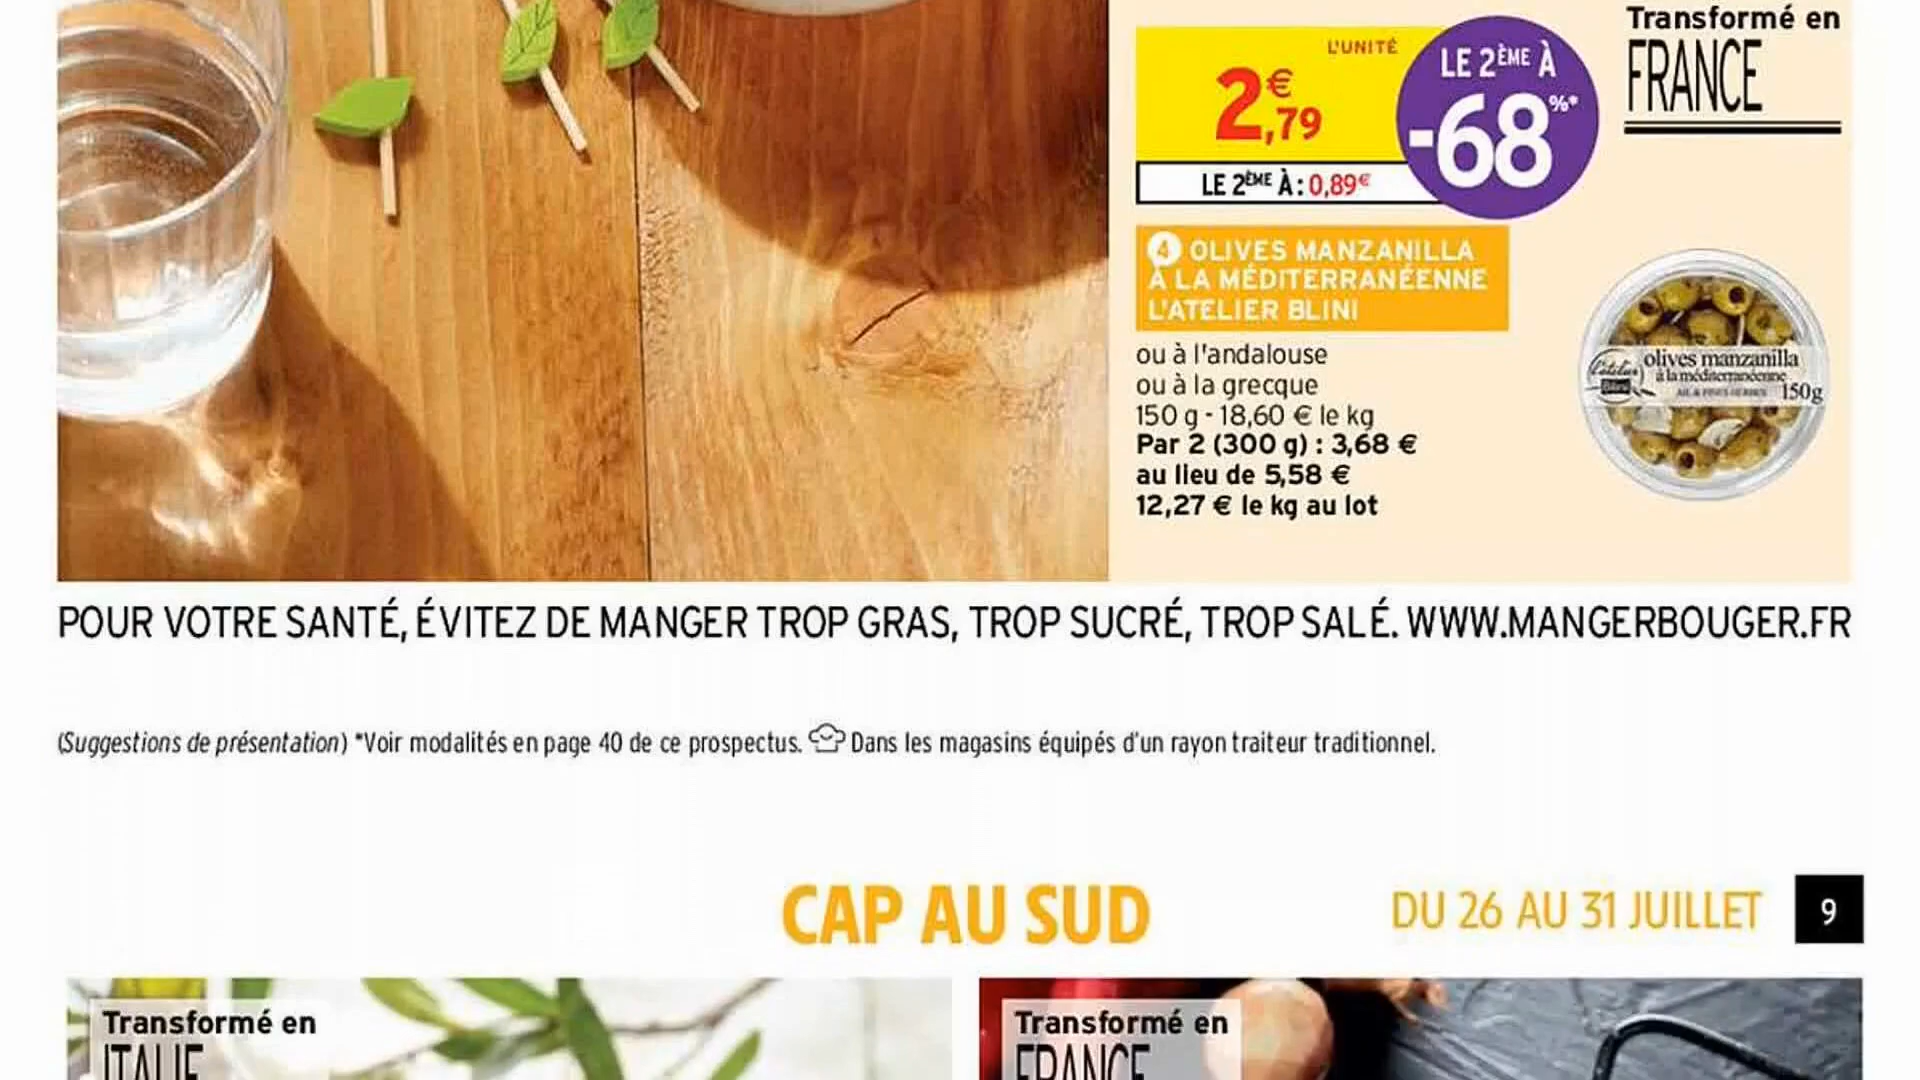 Transformé en
FRANCE
L'UNITÉ
2€,79
LE 2ÈME À
-68%*
LE 2ÈME À : 0,89€
4 OLIVES MANZANILLA
À LA MÉDITERRANÉENNE
L'ATELIER BLINI
ou à l'andalouse
ou à la grecque
150 g - 18,60 € le kg
Par 2 (300 g) : 3,68 €
au lieu de 5,58 €
12,27 € le kg au lot
olives manzanilla
à la méditerranéenne
150g
POUR VOTRE SANTÉ, ÉVITEZ DE MANGER TROP GRAS, TROP SUCRÉ, TROP SALÉ. WWW.MANGERBOUGER.FR
(Suggestions de présentation) *Voir modalités en page 40 de ce prospectus. Dans les magasins équipés d'un rayon traiteur traditionnel.
CAP AU SUD
DU 26 AU 31 JUILLET
9
Transformé en
ITALIE
Transformé en
FRANCE